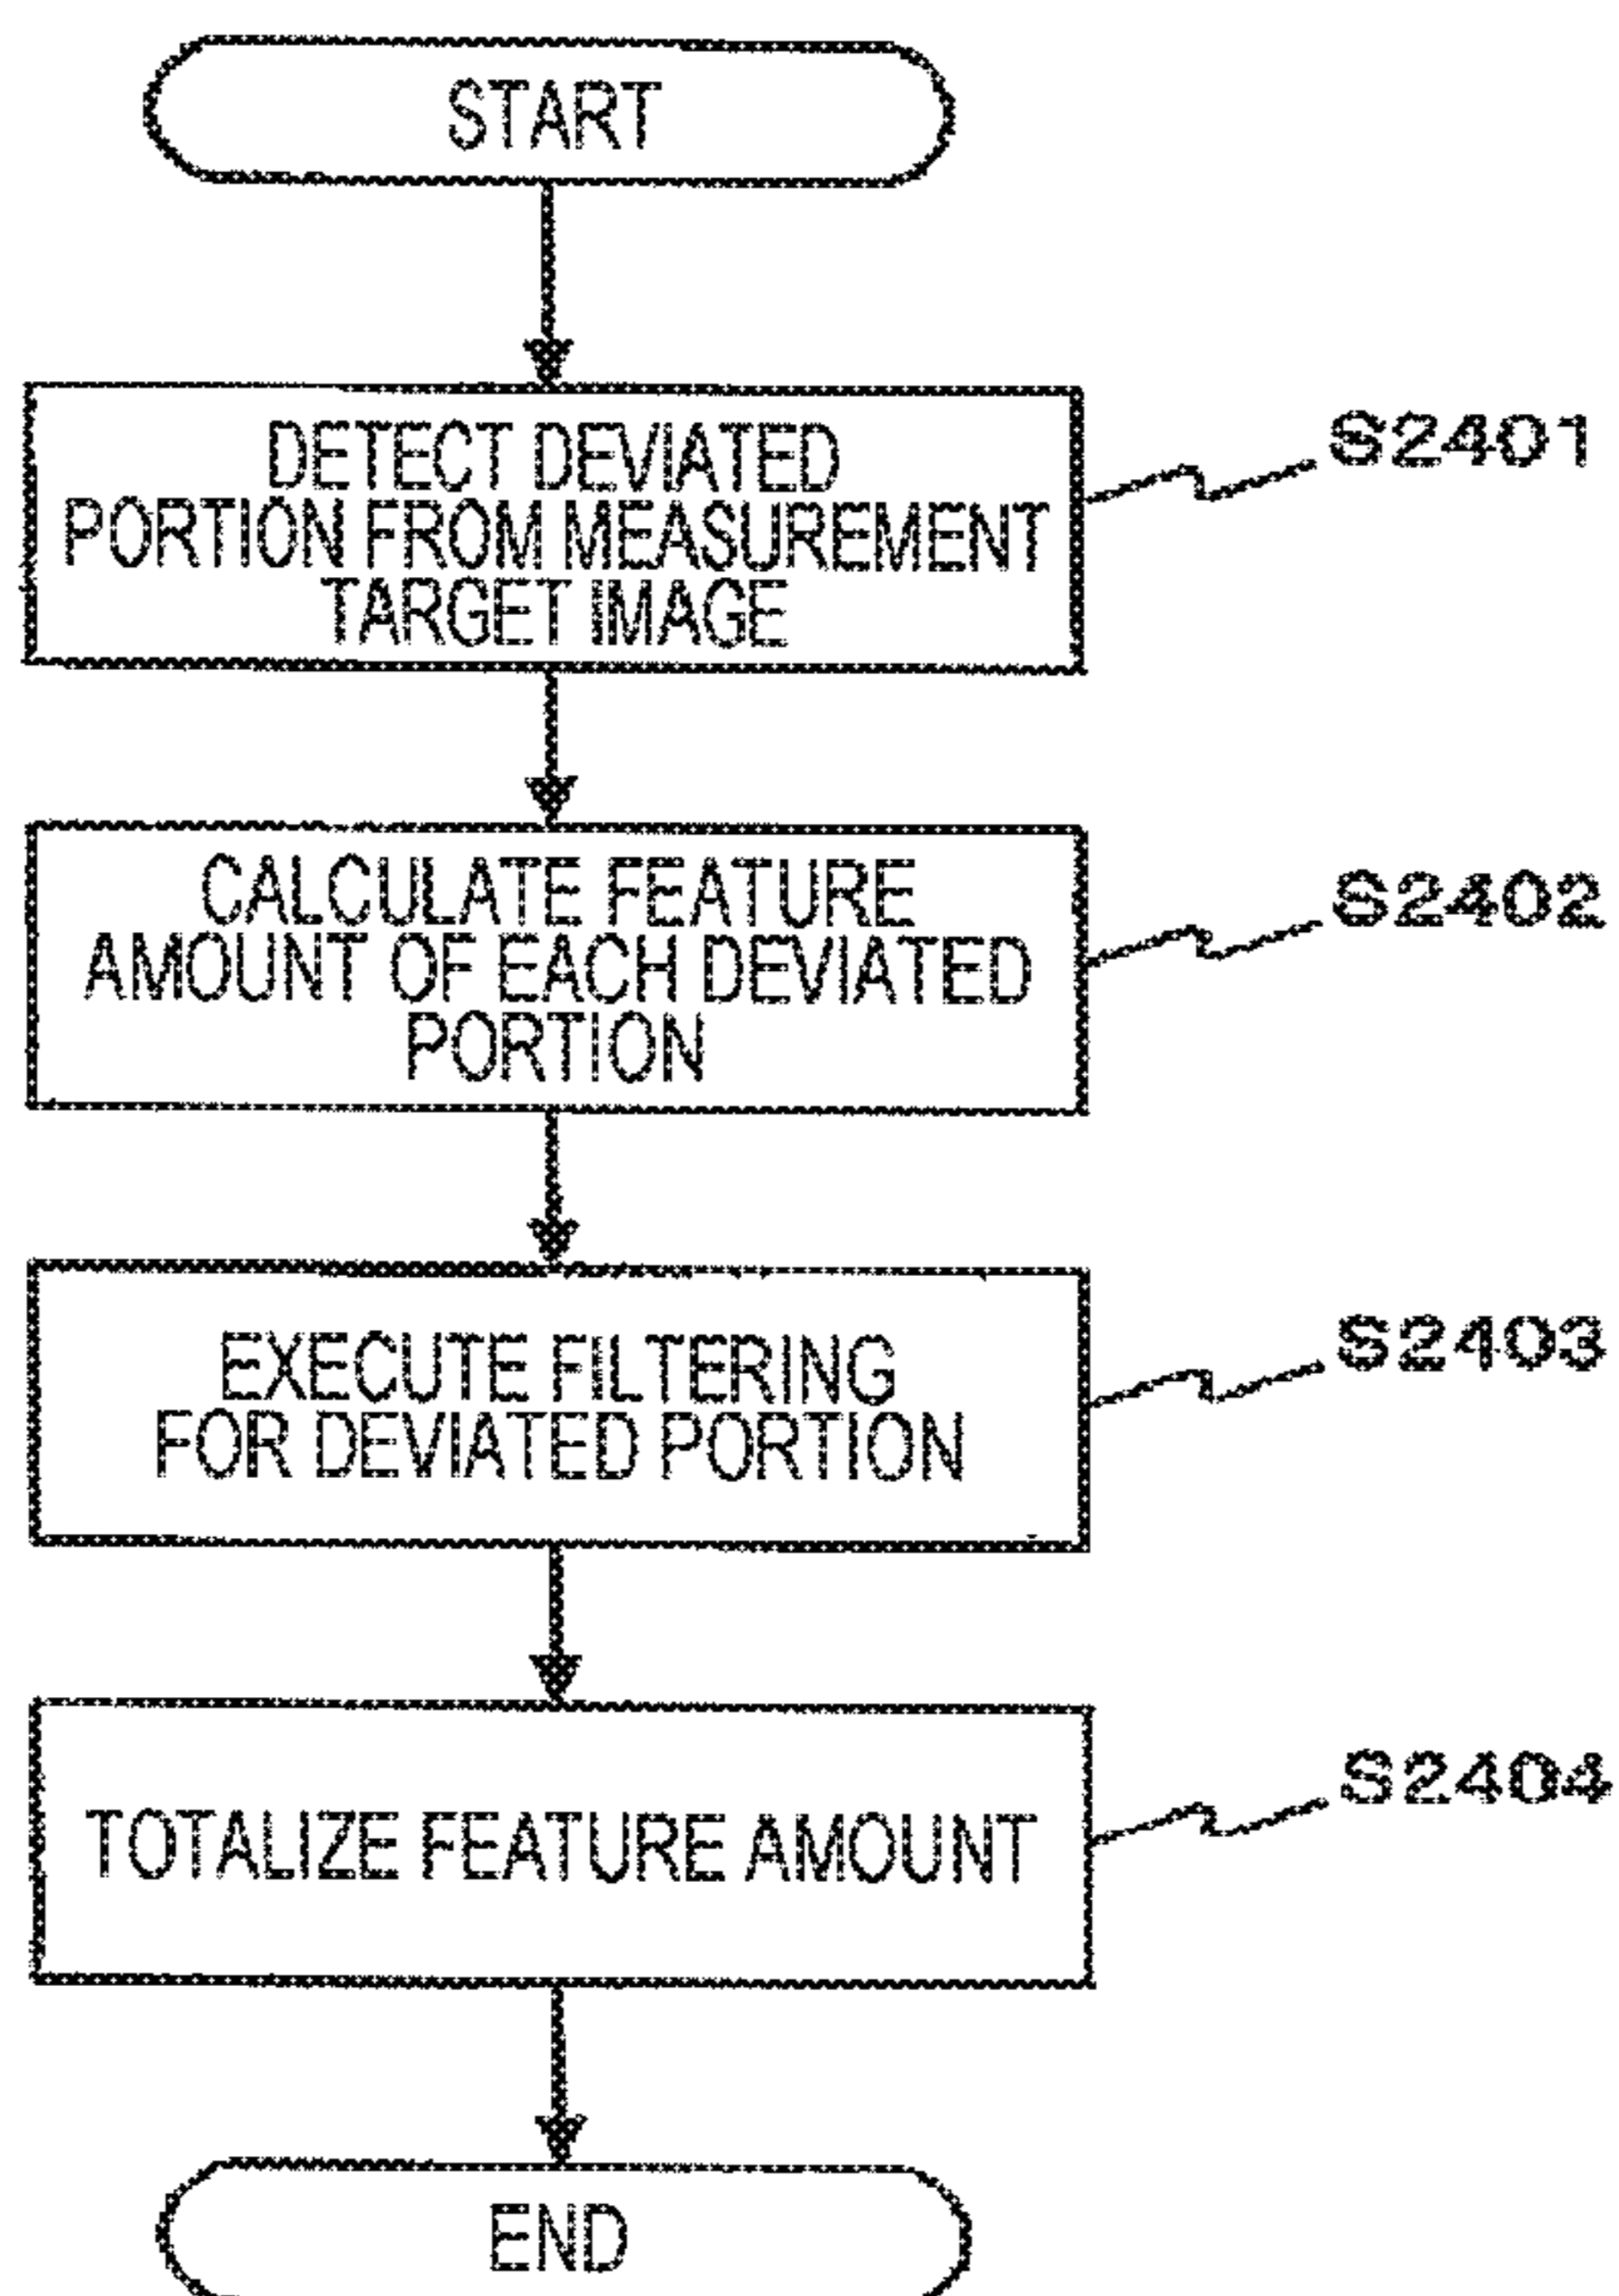 START
DETECT DEVIATED
PORTION FROM MEASUREMENT
TARGET IMAGE
S2401
CALCULATE FEATURE
AMOUNT OF EACH DEVIATED
PORTION
S2402
EXECUTE FILTERING
FOR DEVIATED PORTION
S2403
TOTALIZE FEATURE AMOUNT
S2404
END